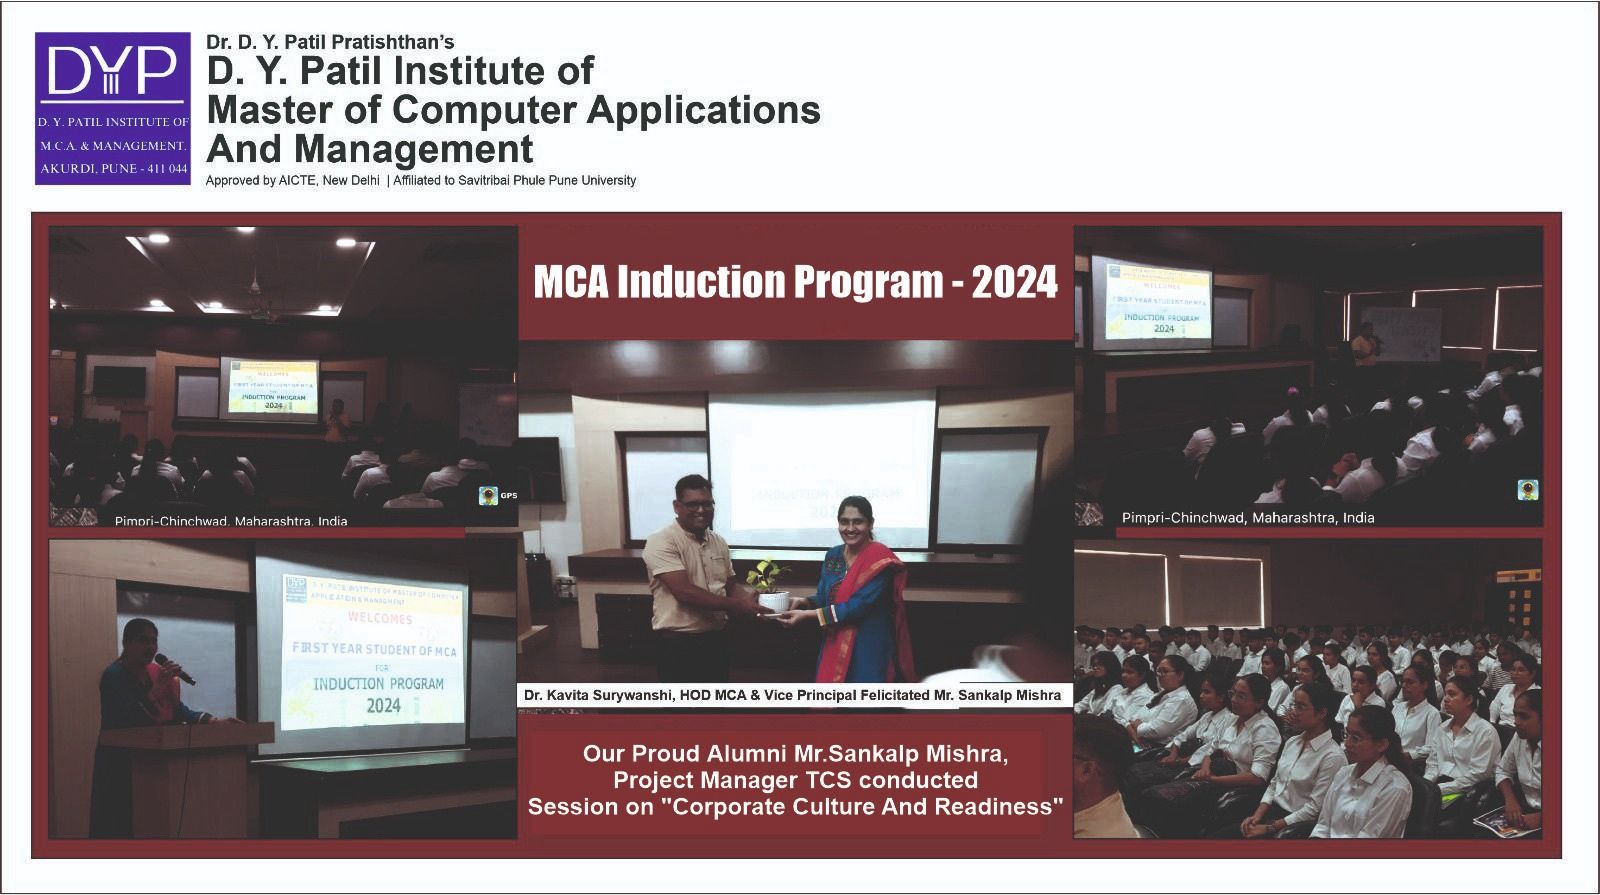 DYP
D. Y. PATIL INSTITUTE OF
M.C.A. & MANAGEMENT.
AKURDI, PUNE - 411 044
Dr. D. Y. Patil Pratishthan's
D. Y. Patil Institute of
Master of Computer Applications
And Management
Approved by AICTE, New Delhi | Affiliated to Savitribai Phule Pune University
MCA Induction Program - 2024
WELCOMES
FIRST YEAR STUDENT OF MCA
INDUCTION PROGRAM
2024
GPS
Pimpri-Chinchwad, Maharashtra, India
WELCOMES
FIRST YEAR STUDENT OF MCA
INDUCTION PROGRAM
2024
Pimpri-Chinchwad, Maharashtra, India
INDUCTION PROGRAM
202
DYP
D. Y. PATIL INSTITUTE OF MASTER OF COMPUTER
APPLICATION & MANAGMENT
WELCOMES
FIRST YEAR STUDENT OF MCA
FOR
INDUCTION PROGRAM
2024
Dr. Kavita Surywanshi, HOD MCA & Vice Principal Felicitated Mr. Sankalp Mishra
Our Proud Alumni Mr.Sankalp Mishra,
Project Manager TCS conducted
Session on "Corporate Culture And Readiness"